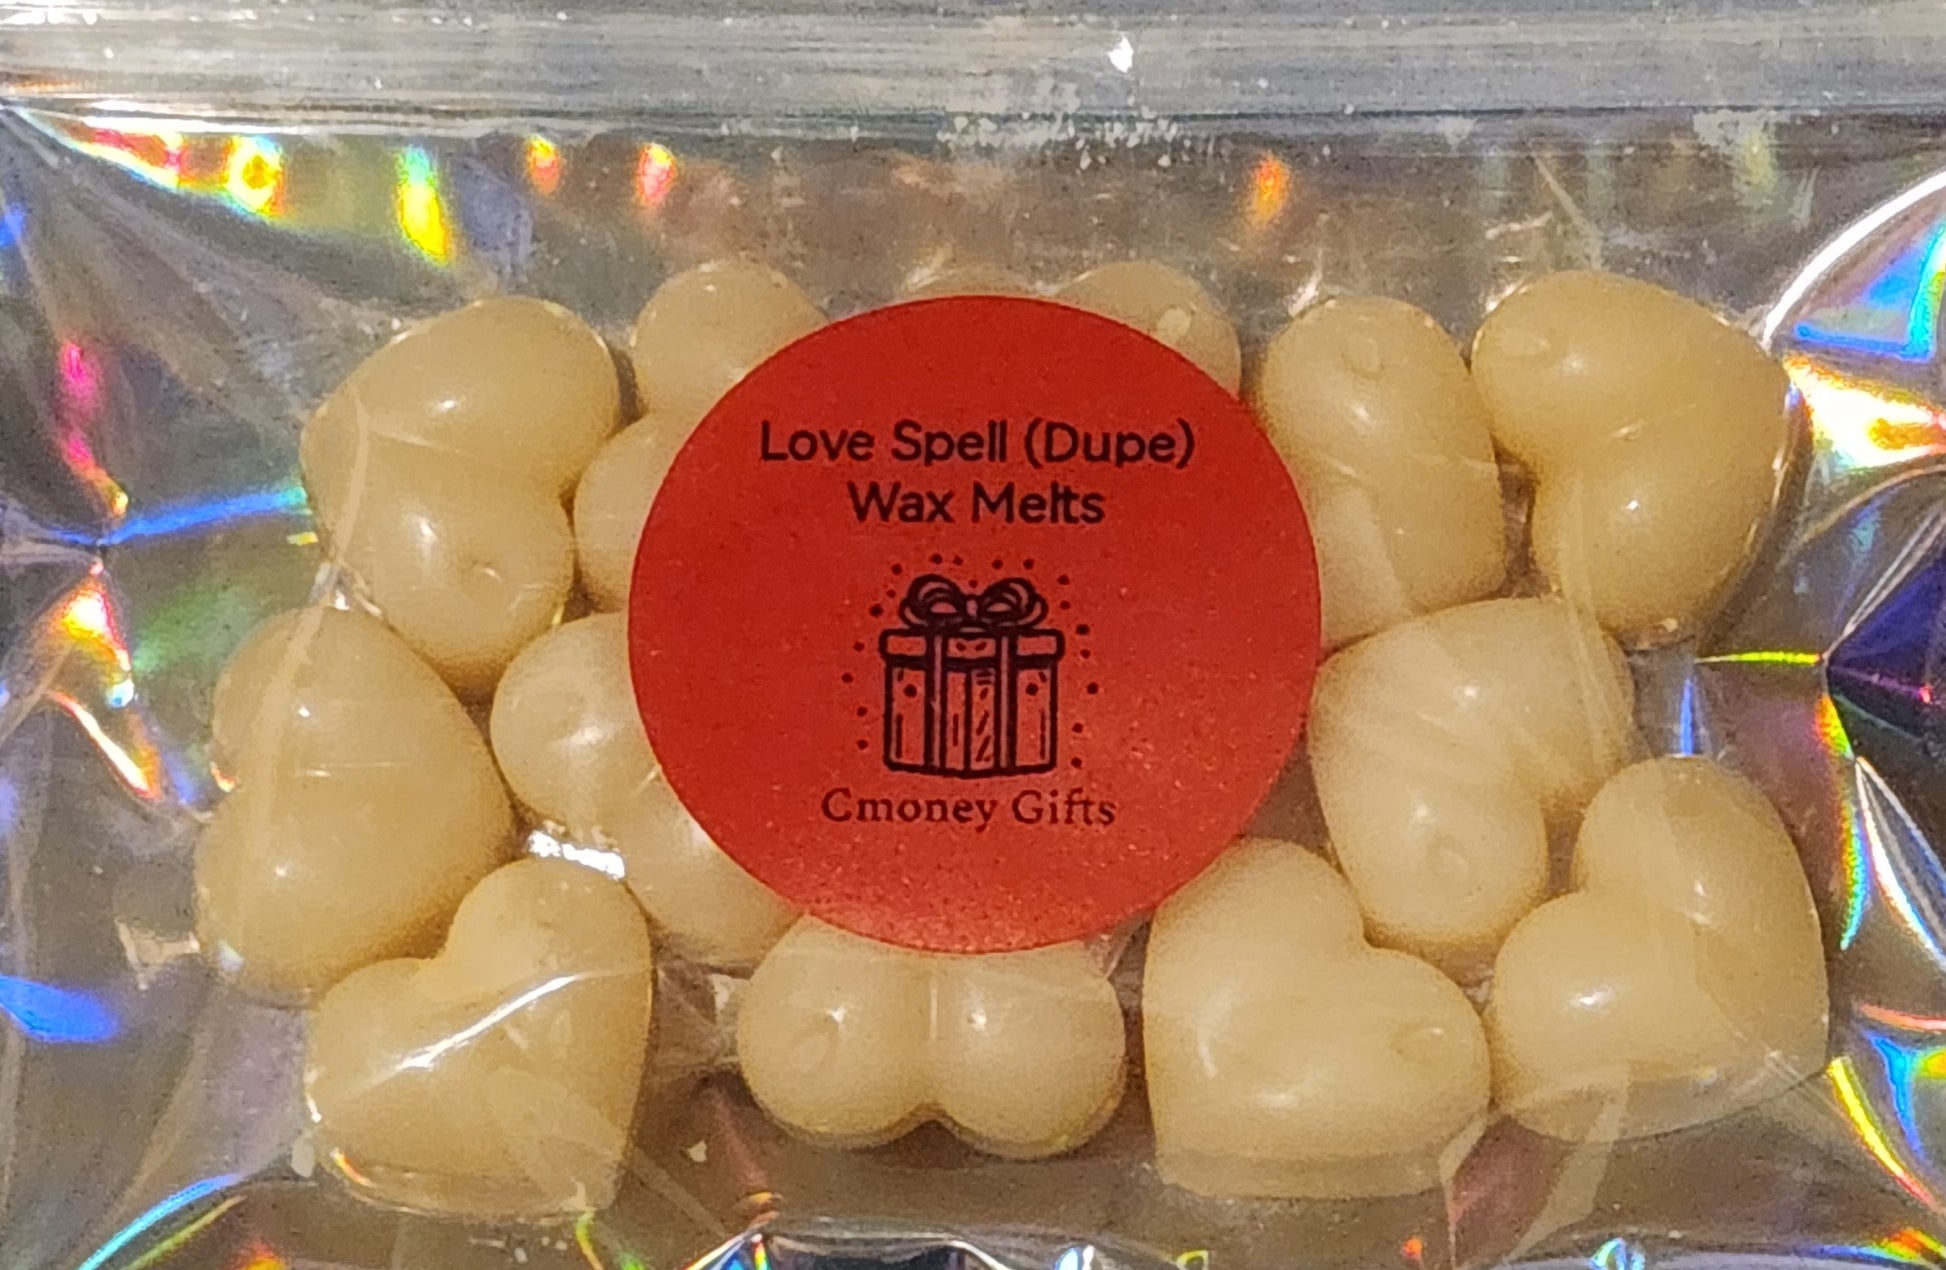 Love Spell (Dupe)
Wax Melts
Cmoney Gifts